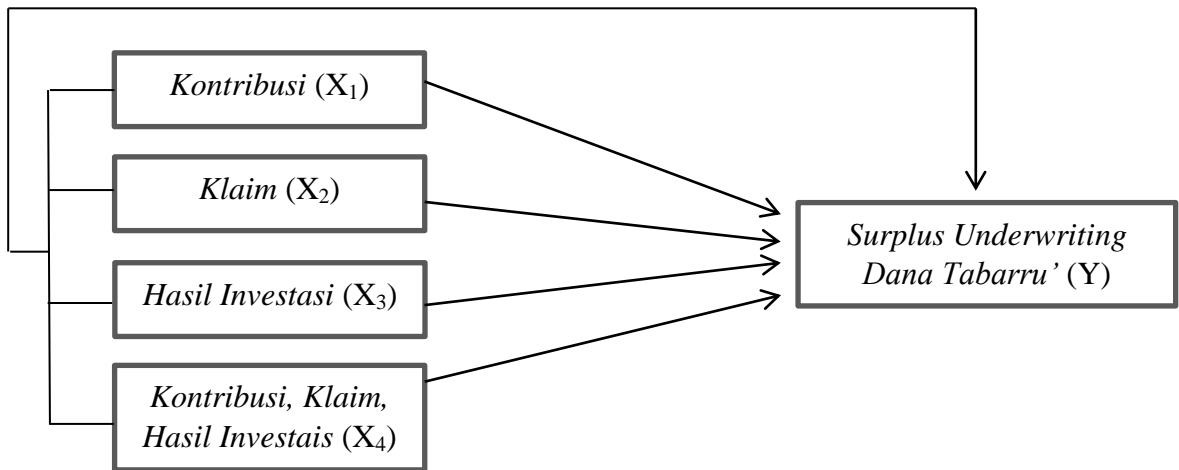 Kontribusi (X₁)
Klaim (X₂)
Surplus Underwriting
Dana Tabarru’ (Y)
Hasil Investasi (X₃)
Kontribusi, Klaim,
Hasil Investais (X₄)